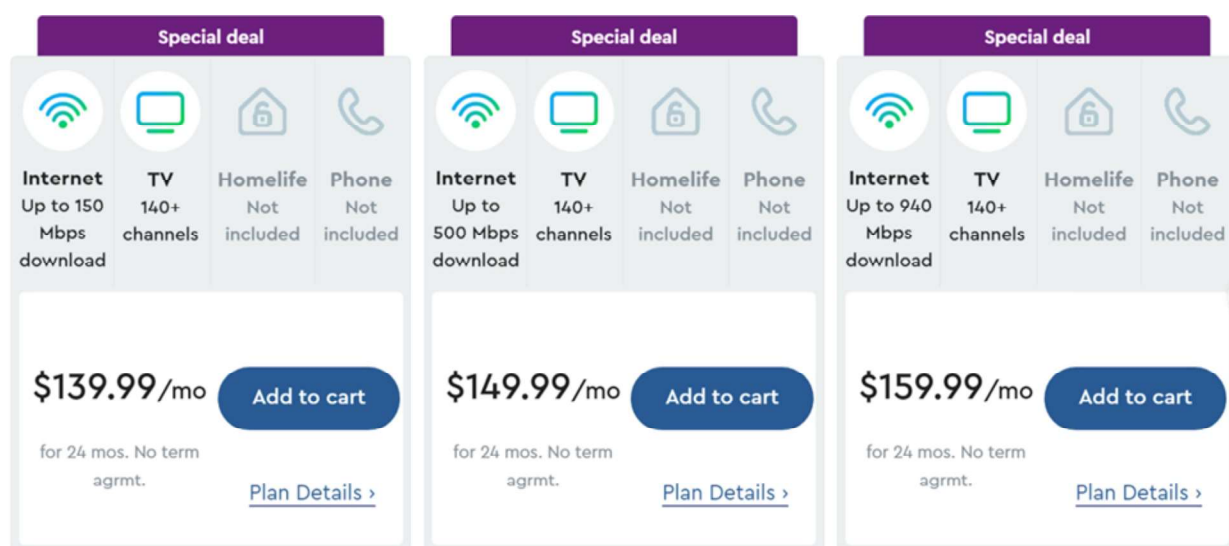 Special deal
Internet
Up to 150
Mbps
download
TV
140+
channels
Homelife
Not
included
Phone
Not
included
$139.99/mo
Add to cart
for 24 mos. No term
agrmt.
Plan Details ›
Special deal
Internet
Up to
500 Mbps
download
TV
140+
channels
Homelife
Not
included
Phone
Not
included
$149.99/mo
Add to cart
for 24 mos. No term
agrmt.
Plan Details ›
Special deal
Internet
Up to 940
Mbps
download
TV
140+
channels
Homelife
Not
included
Phone
Not
included
$159.99/mo
Add to cart
for 24 mos. No term
agrmt.
Plan Details ›